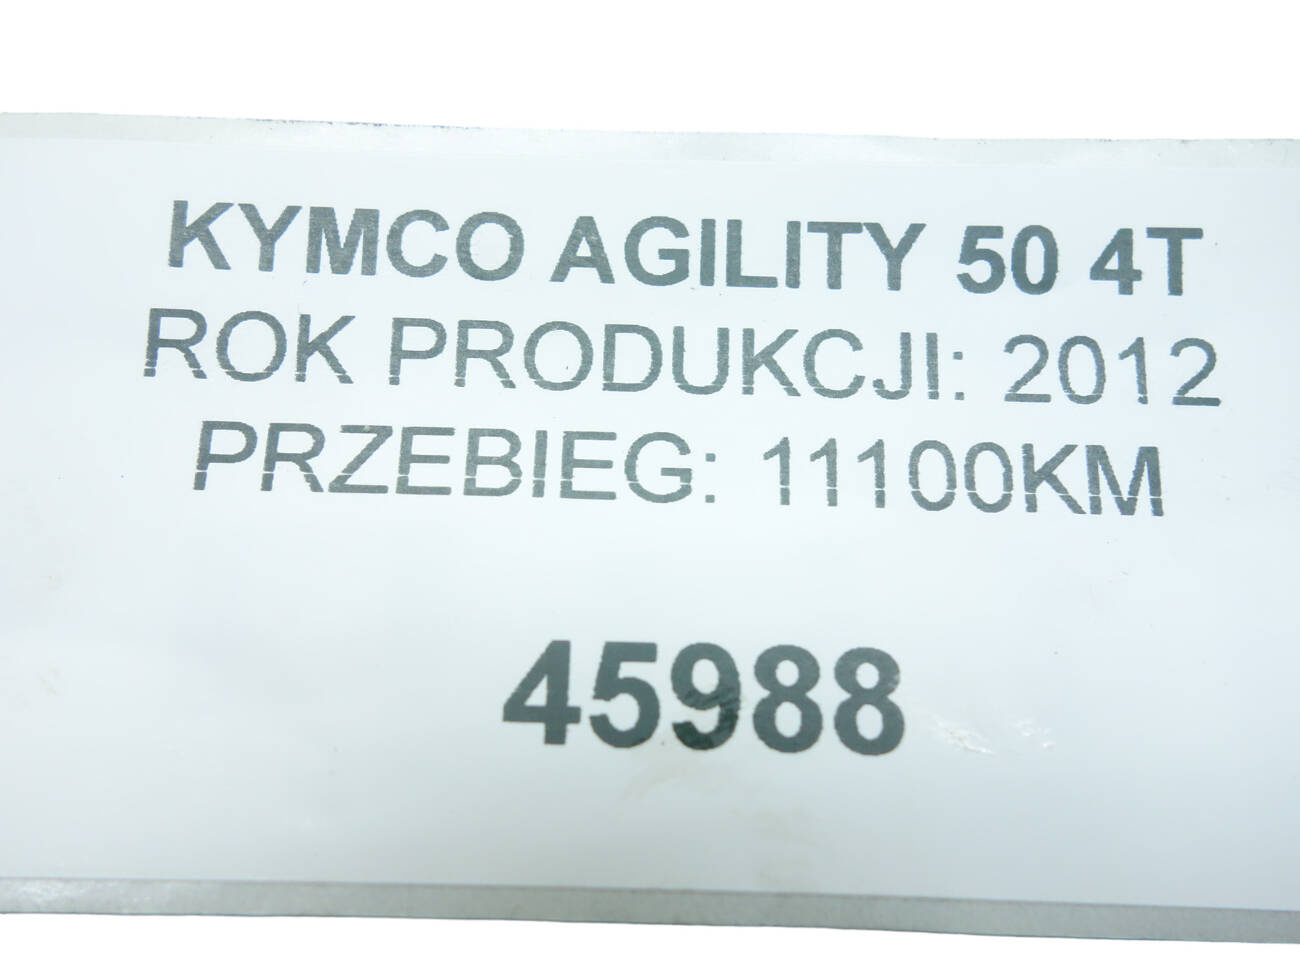 KYMCO AGILITY 50 4T
ROK PRODUKCJI: 2012
PRZEBIEG: 11100KM
45988